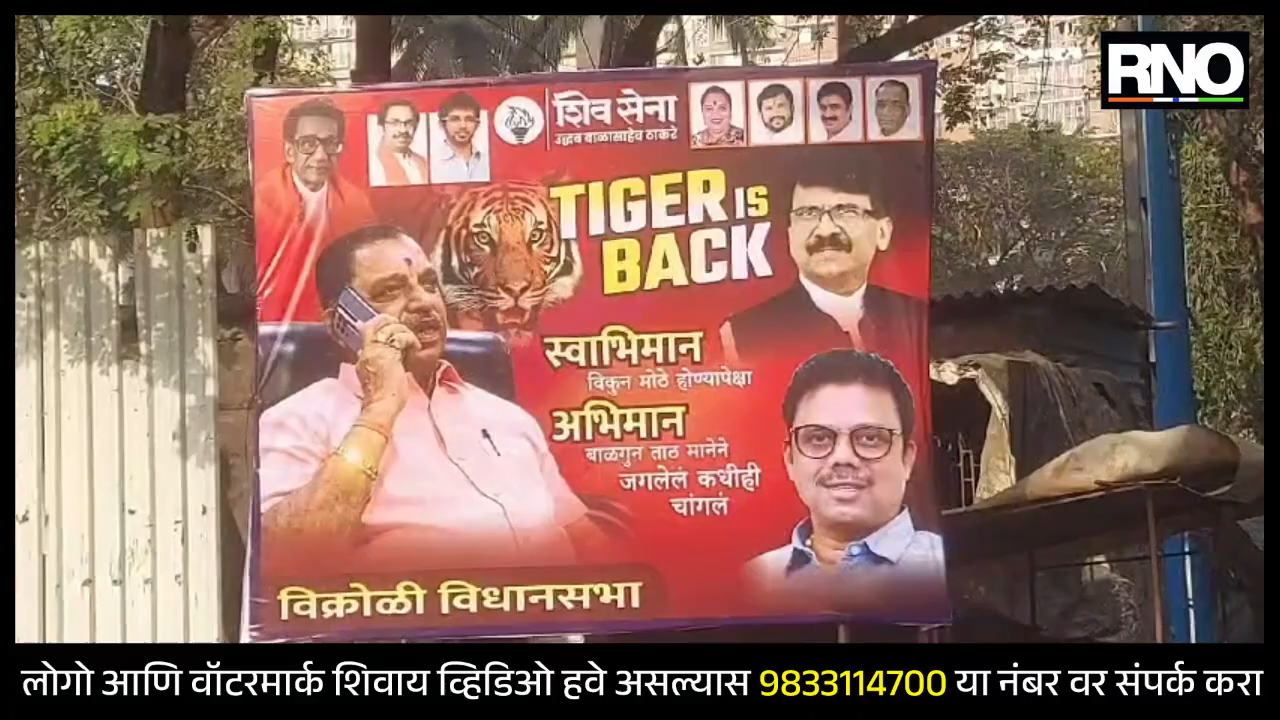 RNO
शिव सेना
उद्धव बाळासाहेब ठाकरे
TIGER IS
BACK
स्वाभिमान
विकुन मोठे होण्यापेक्षा
अभिमान
बाळगुन ताठ मानेने
जगलेलं कधीही
चांगलं
विक्रोळी विधानसभा
लोगो आणि वॉटरमार्क शिवाय व्हिडिओ हवे असल्यास 9833114700 या नंबर वर संपर्क करा